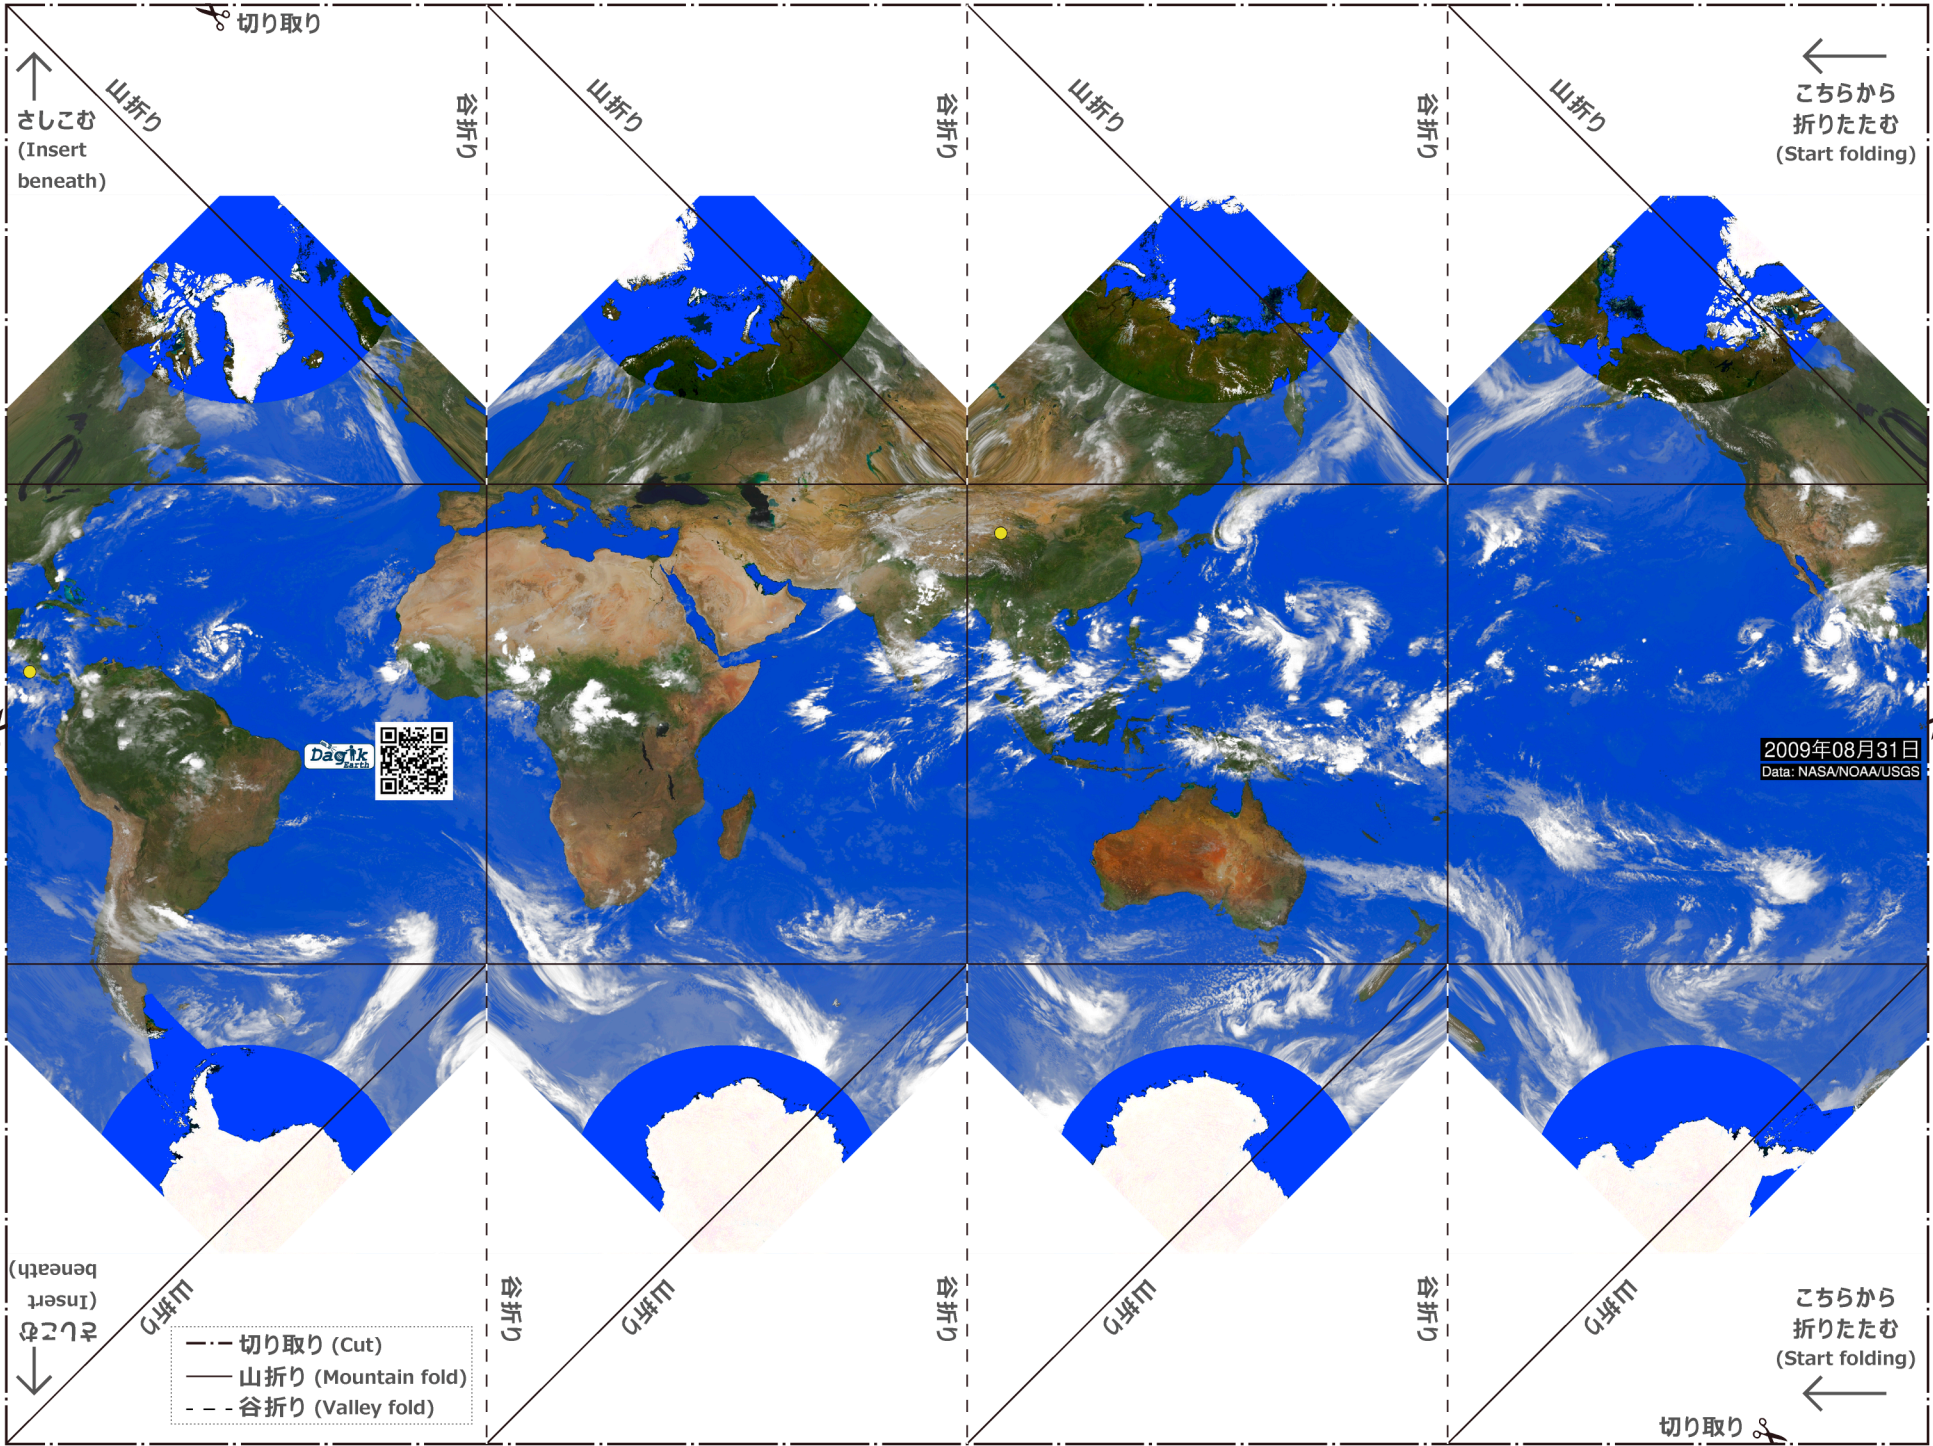 切り取り
山折り
谷折り
山折り
谷折り
山折り
谷折り
山折り
さしこむ
(Insert
beneath)
こちらから
折りたたむ
(Start folding)
Dagik
Earth
2009年08月31日
Data: NASA/NOAA/USGS
さしこむ
(Insert
beneath)
山折り
谷折り
山折り
谷折り
山折り
谷折り
山折り
切り取り (Cut)
山折り (Mountain fold)
谷折り (Valley fold)
こちらから
折りたたむ
(Start folding)
切り取り